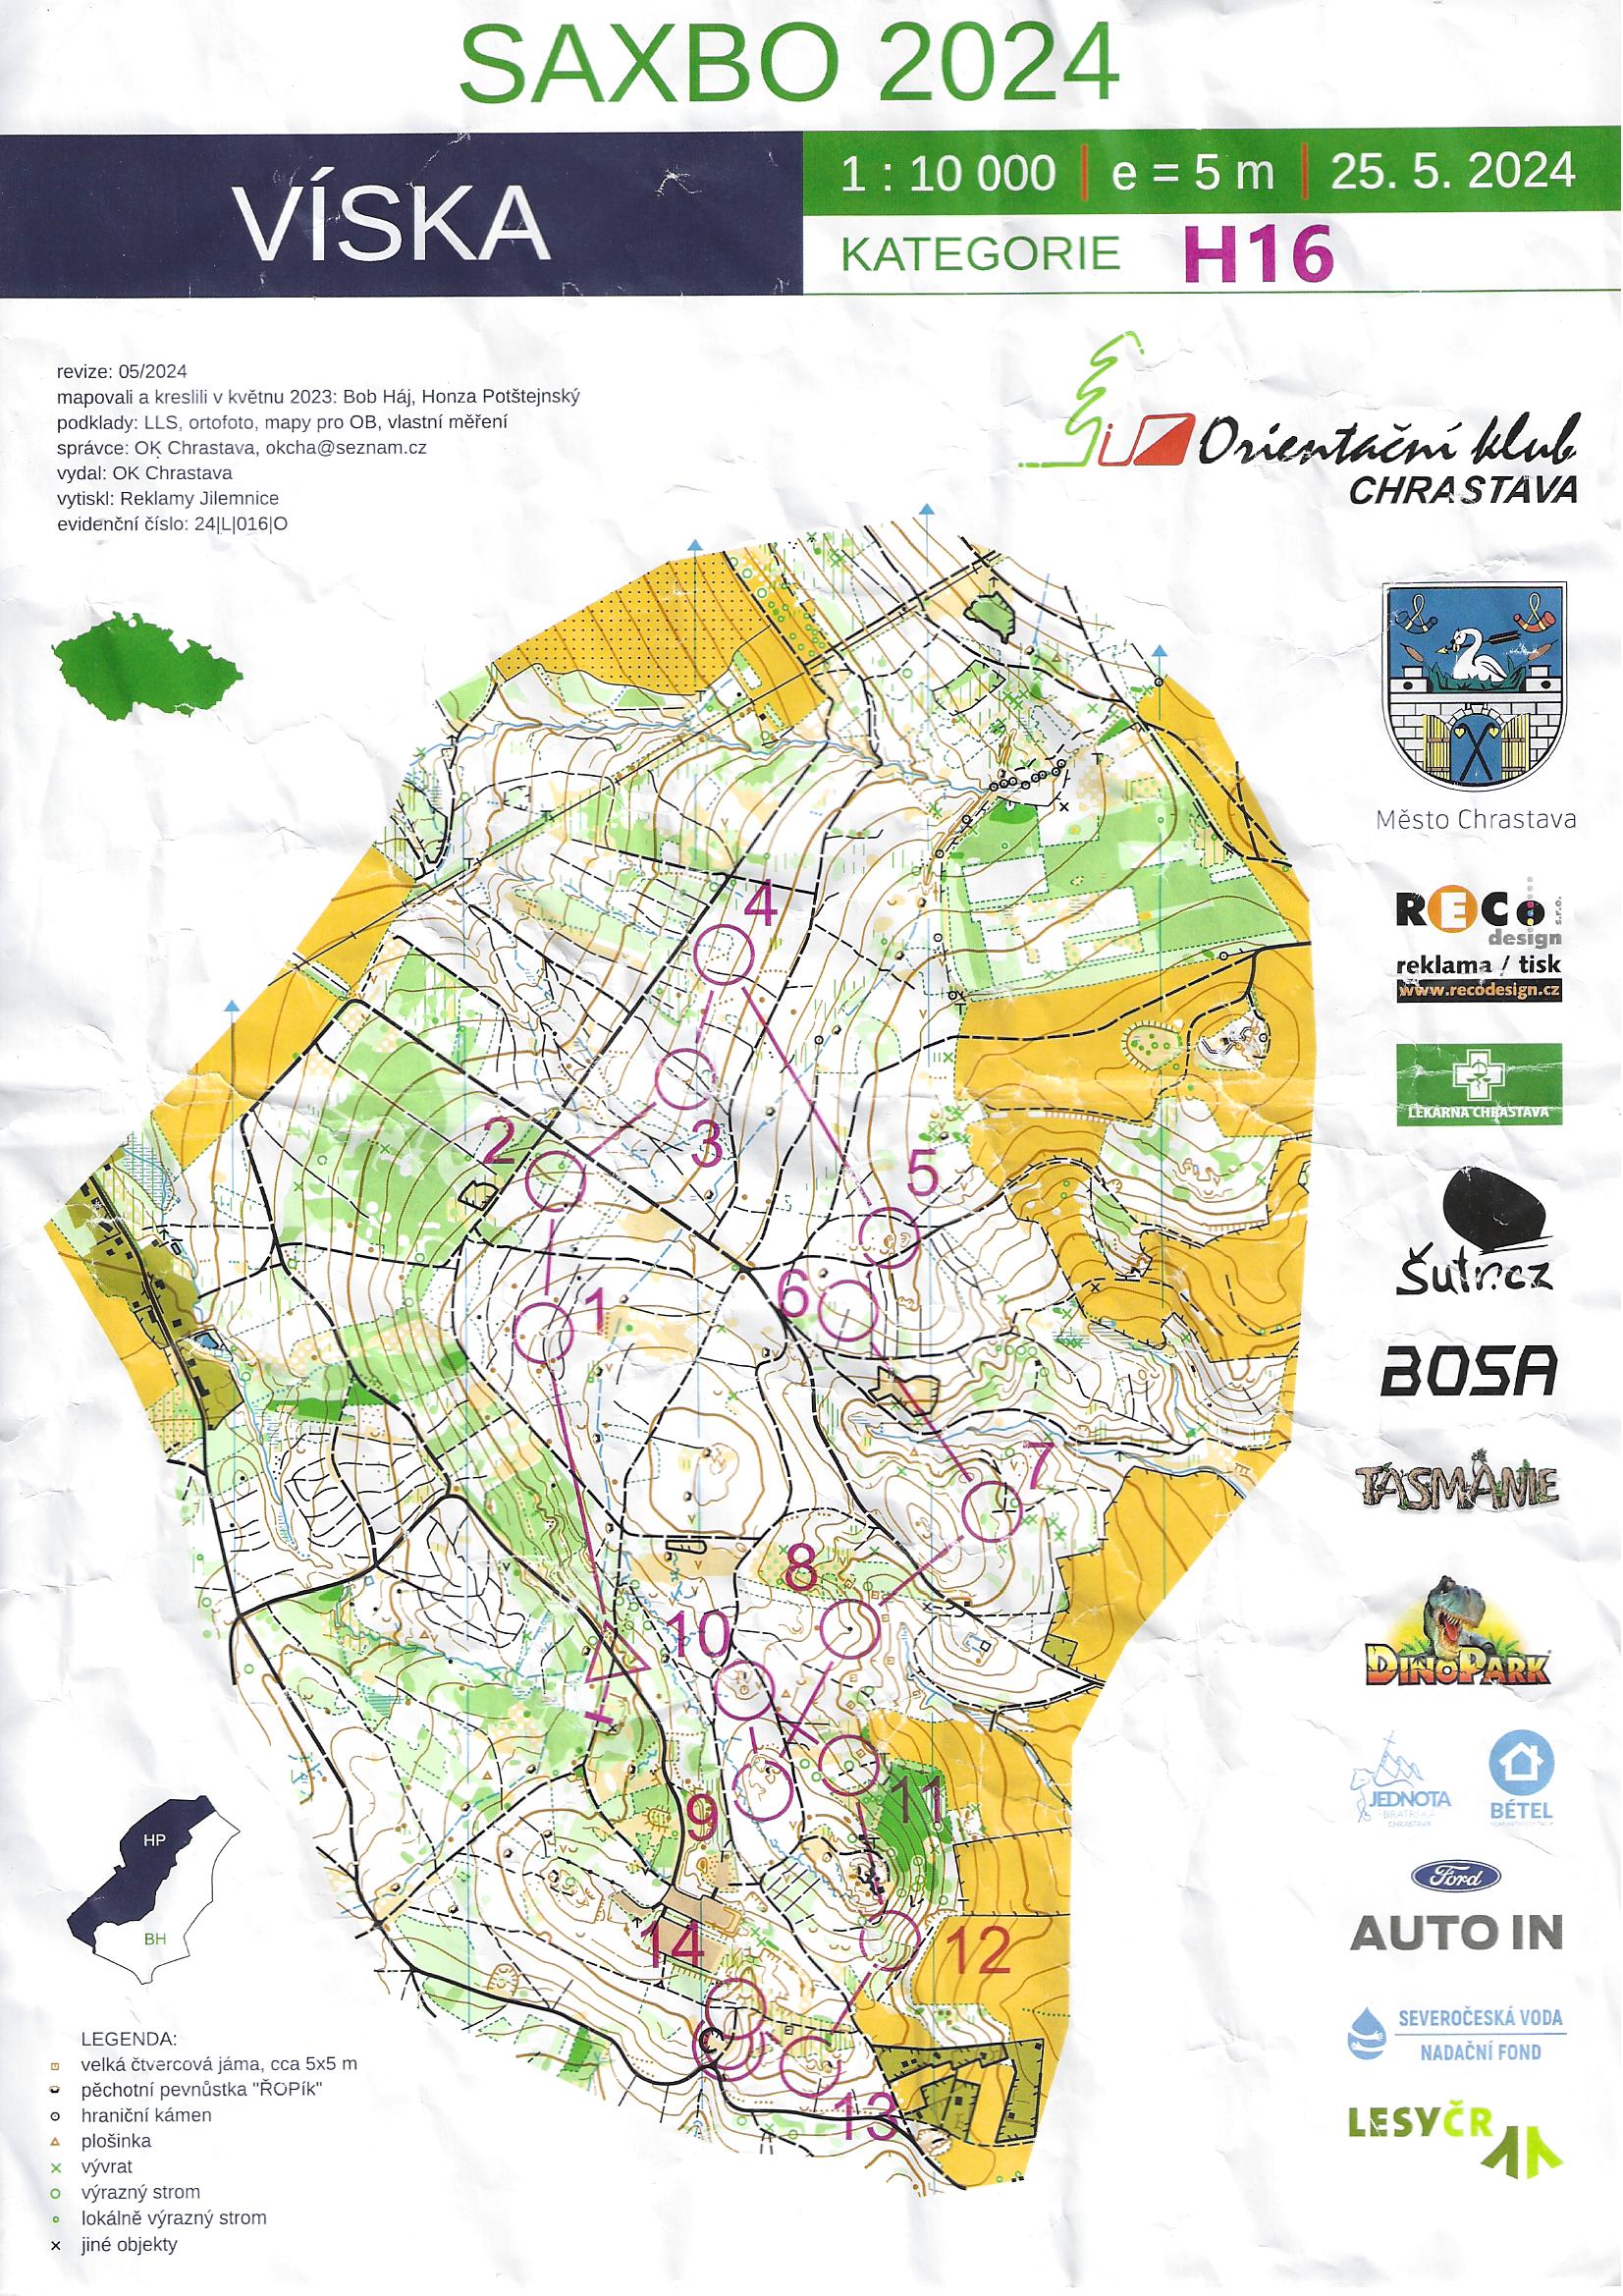 SAXBO 2024
VÍSKA
1 : 10 000 | e = 5 m | 25. 5. 2024
KATEGORIE H16
revize: 05/2024
mapovali a kreslili v květnu 2023: Bob Háj, Honza Potštejnský
podklady: LLS, ortofoto, mapy pro OB, vlastní měření
správce: OK Chrastava, okcha@seznam.cz
vydal: OK Chrastava
vytiskl: Reklamy Jilemnice
evidenční číslo: 24|L|016|O
Orientační klub
CHRASTAVA
Město Chrastava
RECo
s.r.o.
design
reklama / tisk
www.recodesign.cz
LÉKÁRNA CHRASTAVA
Šutr.cz
BOSA
TASMÁNIE
DINOPARK
JEDNOTA
BRATRSKÁ
CHRASTAVA
BÉTEL
Ford
AUTO IN
SEVEROČESKÁ VODA
NADAČNÍ FOND
LESY ČR
4
2
3
5
6
1
7
8
10
9
11
14
12
13
HP
BH
LEGENDA:
velká čtvercová jáma, cca 5x5 m
pěchotní pevnůstka "ŘOPík"
hraniční kámen
plošinka
vývrat
výrazný strom
lokálně výrazný strom
jiné objekty